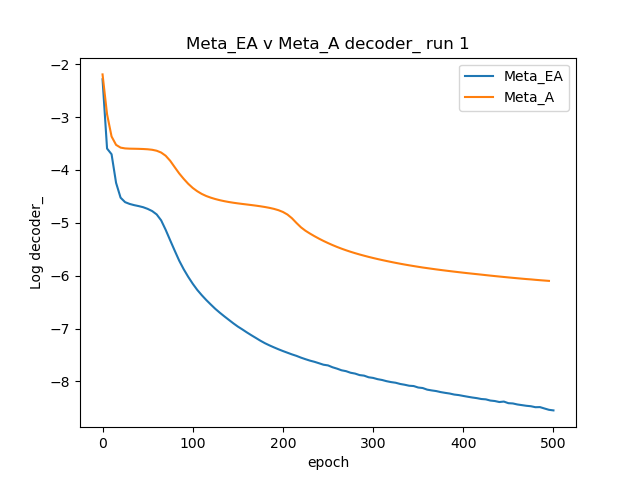 Meta_EA v Meta_A decoder_ run 1
Meta_EA
Meta_A
Log decoder_
−2
−3
−4
−5
−6
−7
−8
0
100
200
300
400
500
epoch